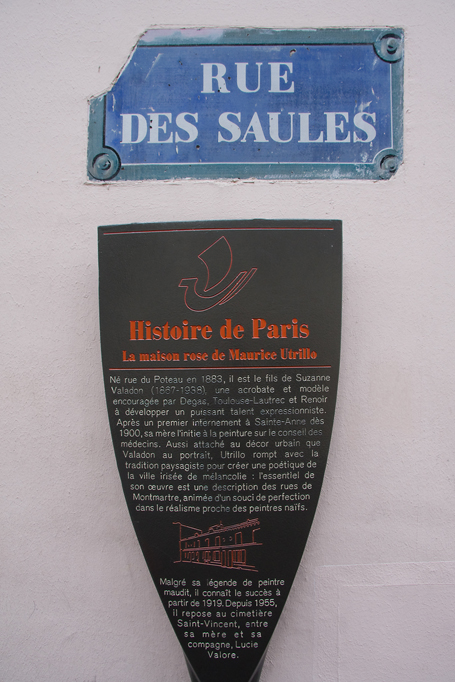 RUE
DES SAULES
Histoire de Paris
La maison rose de Maurice Utrillo
Né rue du Poteau en 1883, il est le fils de Suzanne
Valadon (1867-1938), une acrobate et modèle
encouragée par Degas, Toulouse-Lautrec et Renoir
à développer un puissant talent expressionniste.
Après un premier internement à Sainte-Anne dès
1900, sa mère l'initie à la peinture sur le conseil des
médecins. Aussi attaché au décor urbain que
Valadon au portrait, Utrillo rompt avec la
tradition paysagiste pour créer une poétique de
la ville irisée de mélancolie : l'essentiel de
son œuvre est une description des rues de
Montmartre, animée d'un souci de perfection
dans le réalisme proche des peintres naïfs.
Malgré sa légende de peintre
maudit, il connaît le succès à
partir de 1919. Depuis 1955,
il repose au cimetière
Saint-Vincent, entre
sa mère et sa
compagne, Lucie
Valore.